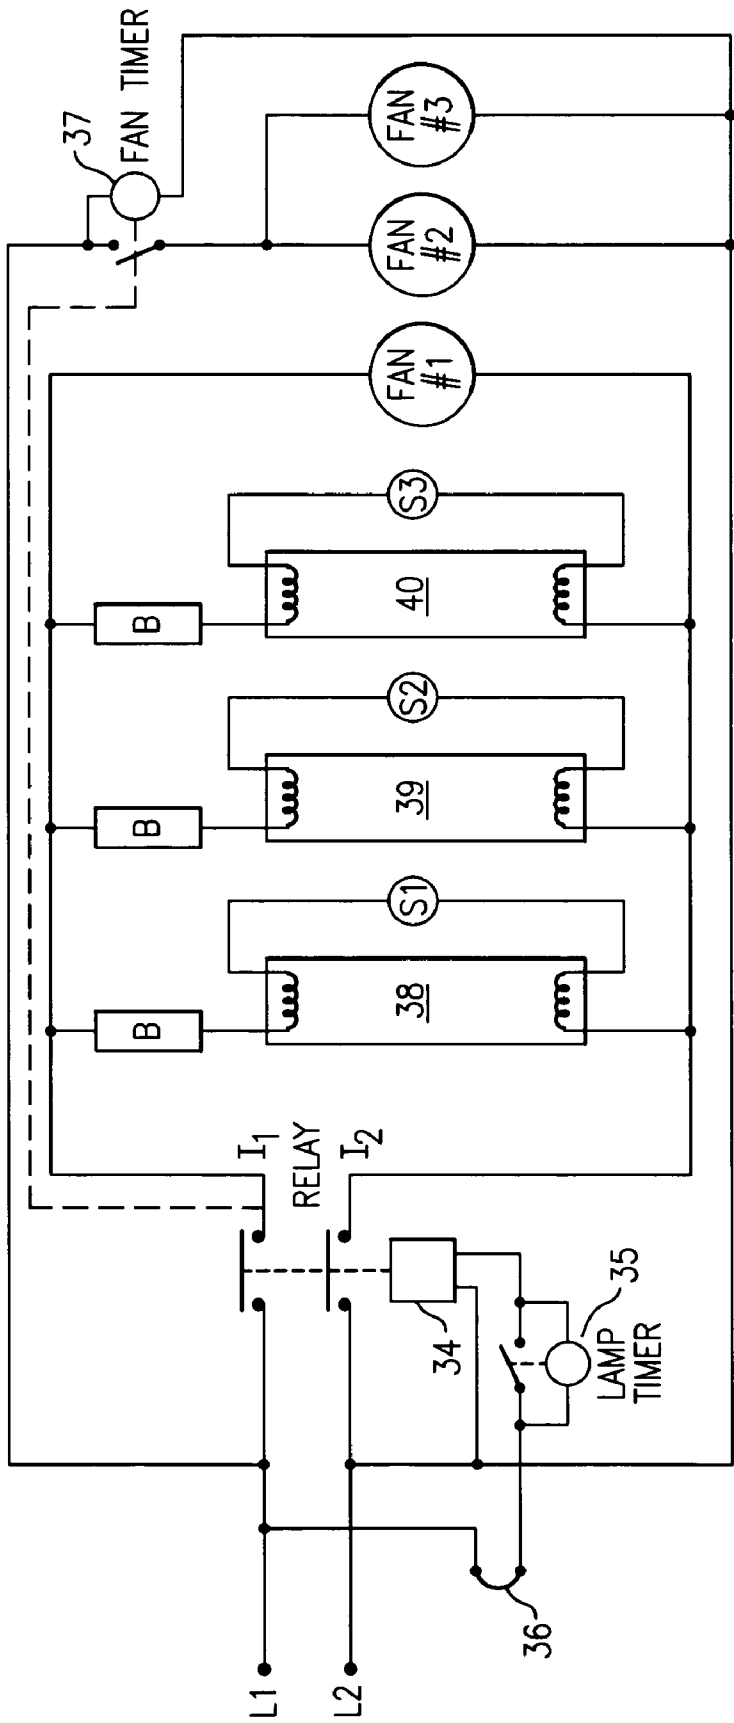 L1
L2
36
34
35
LAMP
TIMER
I1
RELAY
I2
B
38
S1
B
39
S2
B
40
S3
FAN
#1
FAN
#2
FAN
#3
37
FAN TIMER